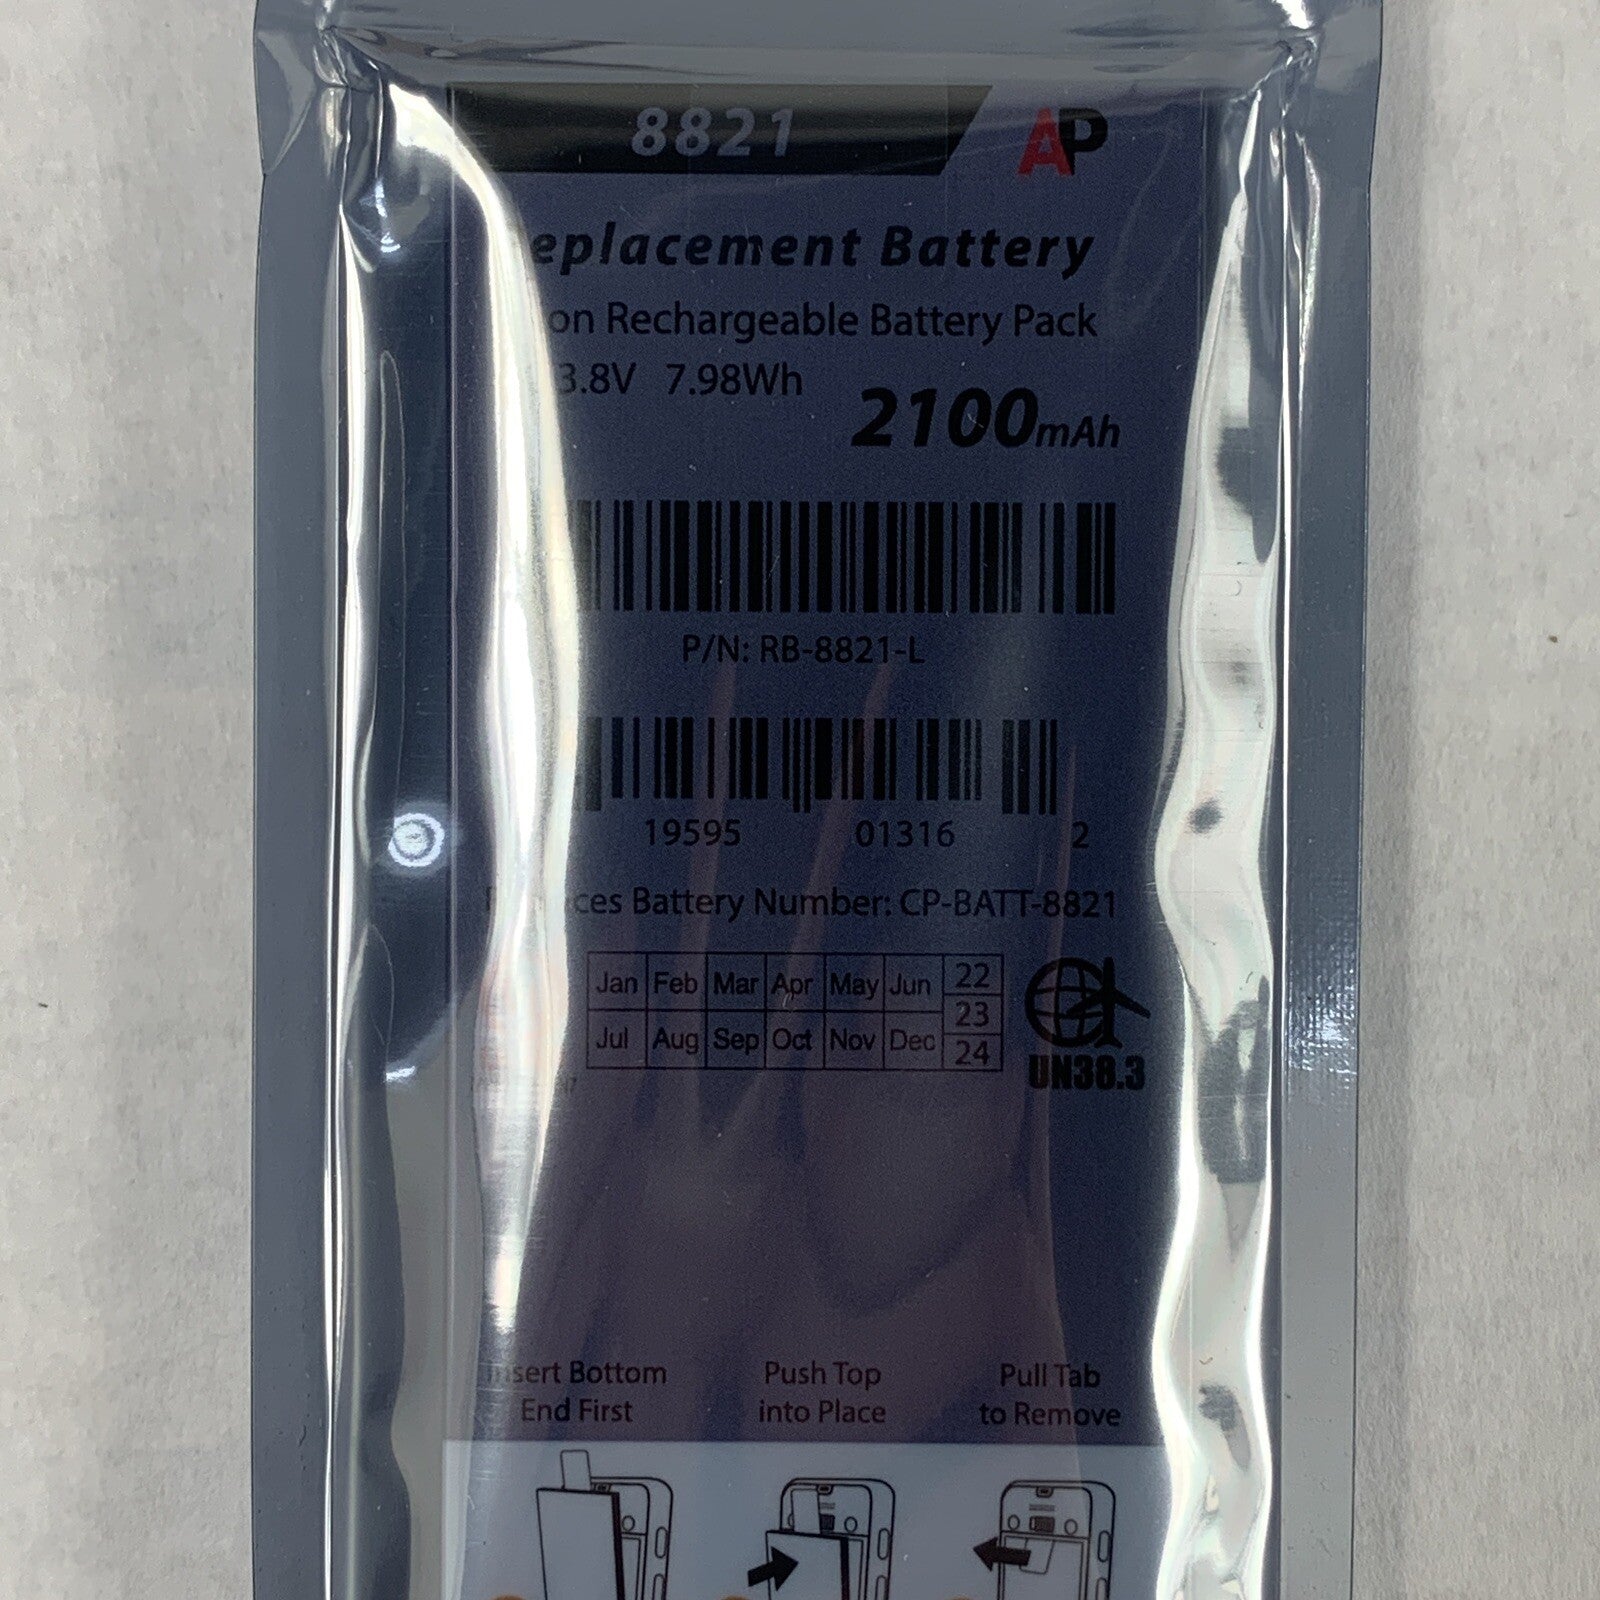 8821
AP
eplacement Battery
on Rechargeable Battery Pack
3.8V 7.98Wh
2100mAh
P/N: RB-8821-L
19595 01316 2
ces Battery Number: CP-BATT-8821
Jan Feb Mar Apr May Jun 22
23
Jul Aug Sep Oct Nov Dec 24
UN38.3
Insert Bottom
End First
Push Top
into Place
Pull Tab
to Remove